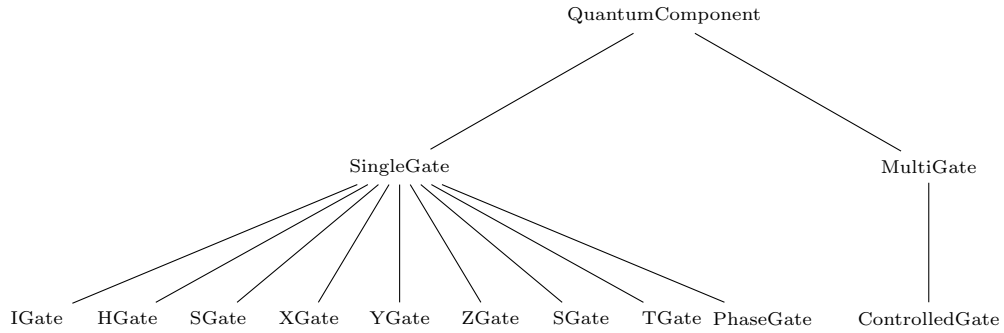 QuantumComponent
SingleGate MultiGate
IGate HGate SGate XGate YGate ZGate SGate TGate PhaseGate ControlledGate